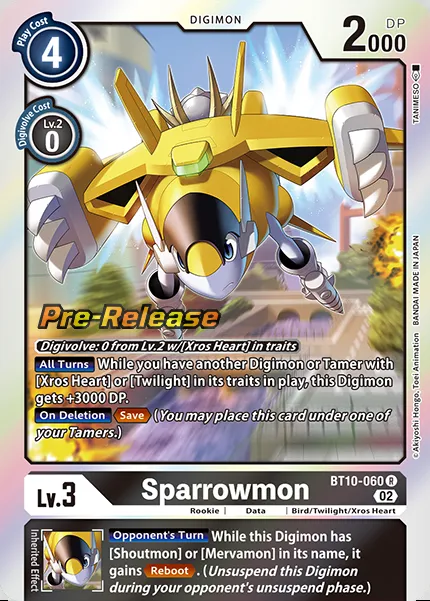 DIGIMON
Play Cost
4
DP
2000
TANIMESO
Digivolve Cost
Lv.2
0
Pre-Release
Digivolve: 0 from Lv.2 w/[Xros Heart] in traits
All Turns While you have another Digimon or Tamer with
[Xros Heart] or [Twilight] in its traits in play, this Digimon
gets +3000 DP.
On Deletion Save (You may place this card under one of
your Tamers.)
©Akiyoshi Hongo, Toei Animation BANDAI MADE IN JAPAN
Lv.3
Sparrowmon
BT10-060 R
02
Rookie | Data | Bird/Twilight/Xros Heart
Inherited Effect
Opponent's Turn While this Digimon has
[Shoutmon] or [Mervamon] in its name, it
gains Reboot. (Unsuspend this Digimon
during your opponent's unsuspend phase.)